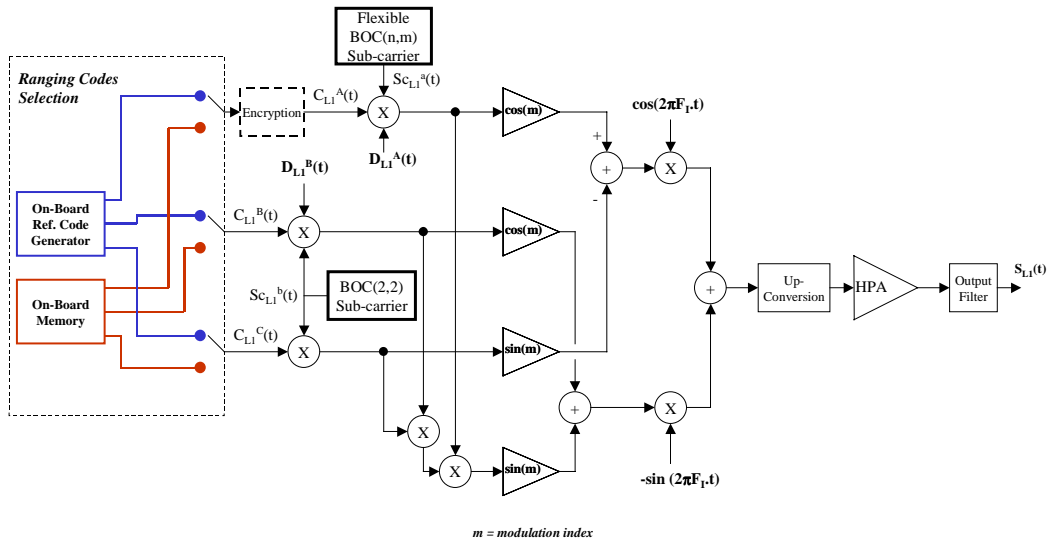 Flexible
BOC(n,m)
Sub-carrier
Ranging Codes
Selection
Sc_L1^a(t)
C_L1^A(t)
Encryption
X
cos(m)
cos(2πF_I.t)
D_L1^B(t)
D_L1^A(t)
+
+
X
-
On-Board
Ref. Code
Generator
C_L1^B(t)
X
cos(m)
Sc_L1^b(t)
BOC(2,2)
Sub-carrier
+
Up-
Conversion
HPA
Output
Filter
S_L1(t)
On-Board
Memory
C_L1^C(t)
X
sin(m)
+
X
X
X
sin(m)
-sin (2πF_I.t)
m = modulation index